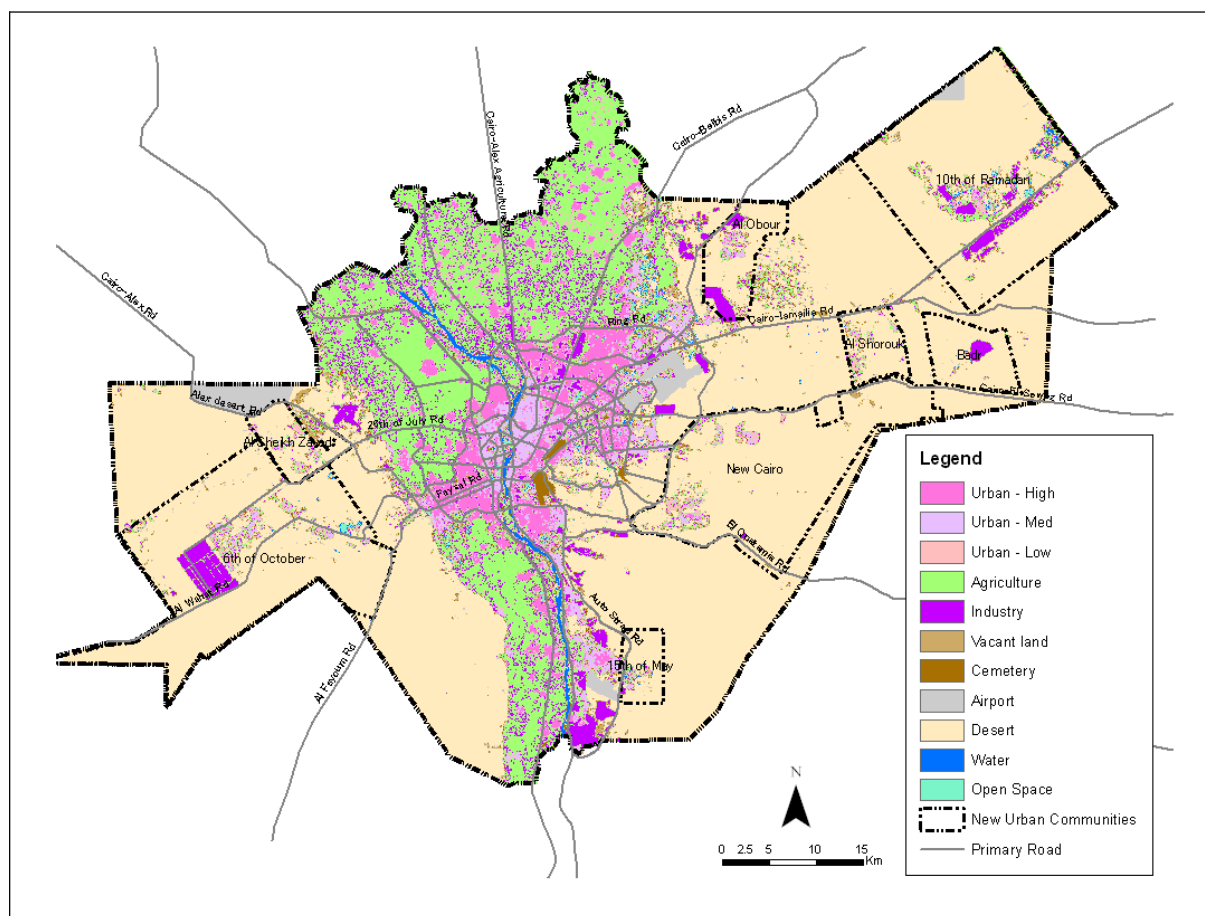 Cairo-Alex Agriculture Rd
Cairo-Belbis Rd
10th of Ramadan
Al Obour
Cairo-Alex Rd
Ring Rd
Cairo-Ismailia Rd
Al Shorouk
Badr
Cairo-El-Sewez Rd
Alex desert Rd
26th of July Rd
Al Sheikh Zayed
New Cairo
Faysal Rd
6th of October
Al Wahat Rd
Auto Strad Rd
15th of May
Al Fayoum Rd
Legend
Urban - High
Urban - Med
Urban - Low
Agriculture
Industry
Vacant land
Cemetery
Airport
Desert
Water
Open Space
New Urban Communities
Primary Road
N
0 2.5 5 10 15
Km